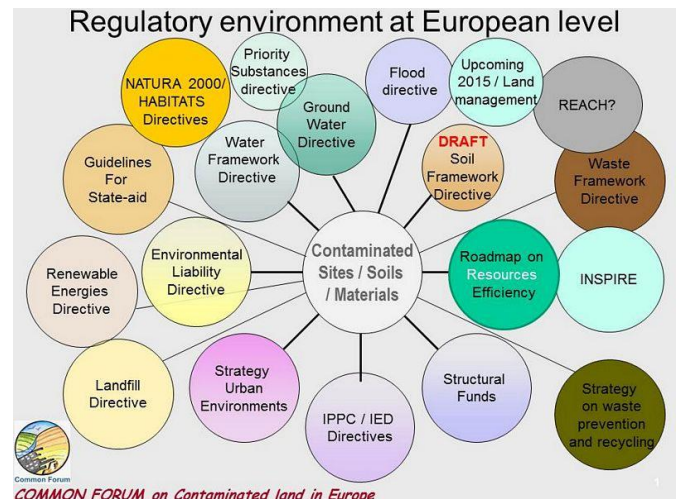 Regulatory environment at European level
NATURA 2000/
HABITATS
Directives
Priority
Substances
directive
Ground
Water
Directive
Flood
directive
Upcoming
2015 / Land
management
REACH?
Guidelines
For
State-aid
Water
Framework
Directive
DRAFT
Soil
Framework
Directive
Waste
Framework
Directive
Contaminated
Sites / Soils
/ Materials
Renewable
Energies
Directive
Environmental
Liability
Directive
Roadmap on
Resources
Efficiency
INSPIRE
Landfill
Directive
Strategy
Urban
Environments
IPPC / IED
Directives
Structural
Funds
Strategy
on waste
prevention
and recycling
Common Forum
1
COMMON FORUM on Contaminated land in Europe